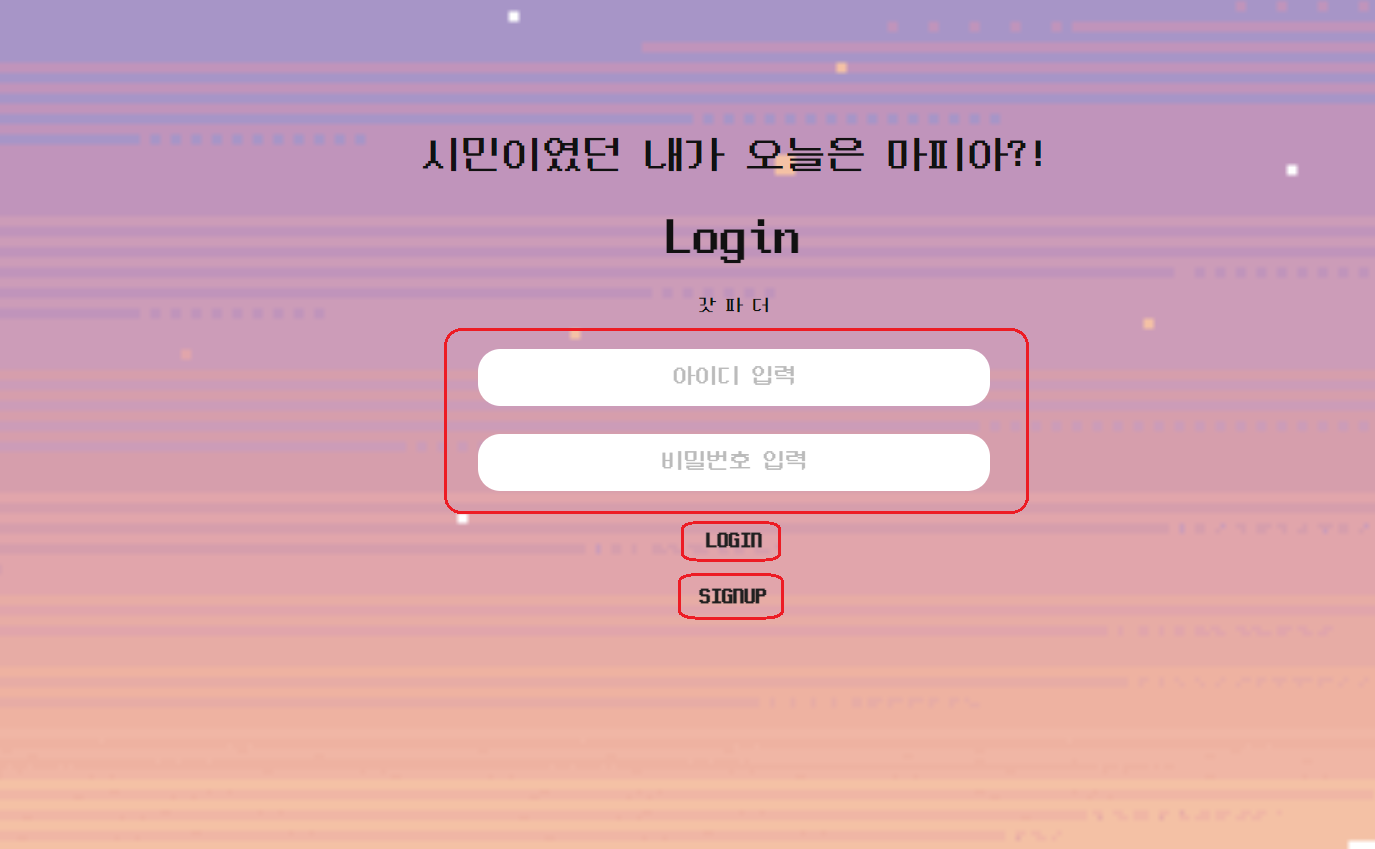 시민이였던 내가 오늘은 마피아?!
Login
갓 파 더
아이디 입력
비밀번호 입력
LOGIN
SIGNUP